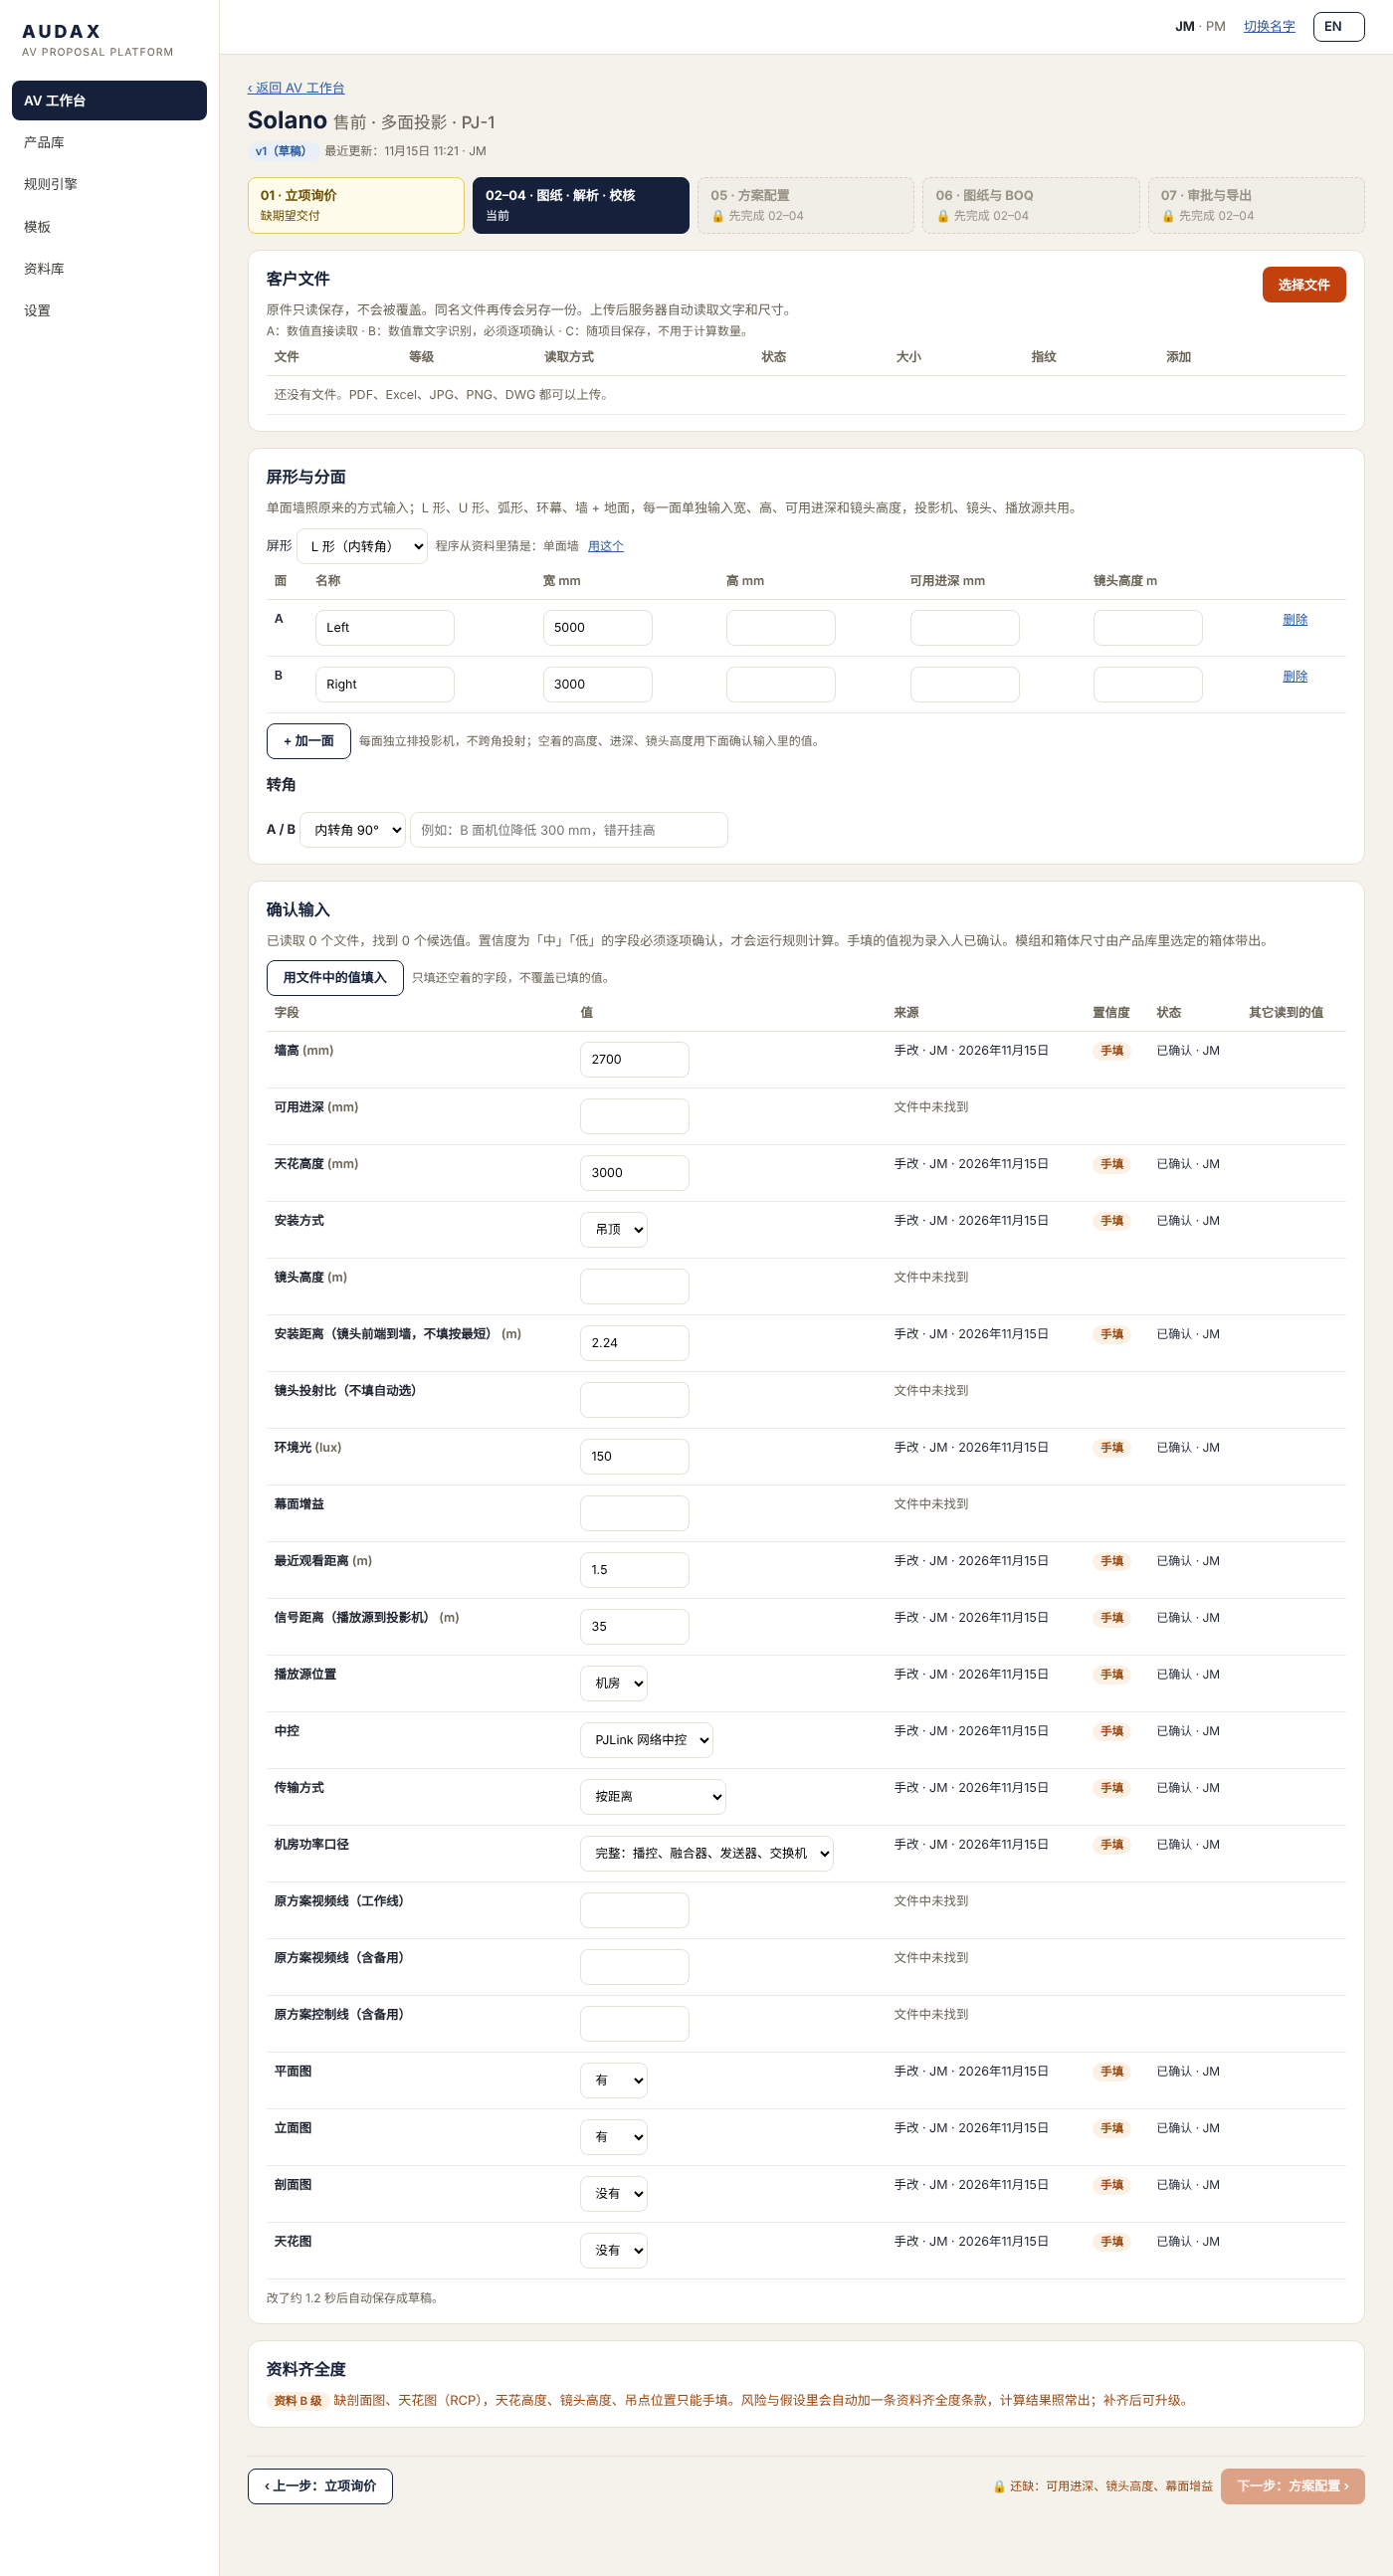 AUDAX
AV PROPOSAL PLATFORM
AV 工作台
产品库
规则引擎
模板
资料库
设置
JM · PM 切换名字 EN
‹ 返回 AV 工作台
Solano 售前 · 多面投影 · PJ-1
v1（草稿） 最近更新：11月15日 11:21 · JM
01 · 立项询价
缺期望交付
02–04 · 图纸 · 解析 · 校核
当前
05 · 方案配置
🔒 先完成 02–04
06 · 图纸与 BOQ
🔒 先完成 02–04
07 · 审批与导出
🔒 先完成 02–04
客户文件
选择文件
原件只读保存，不会被覆盖。同名文件再传会另存一份。上传后服务器自动读取文字和尺寸。
A：数值直接读取 · B：数值靠文字识别，必须逐项确认 · C：随项目保存，不用于计算数量。
文件 等级 读取方式 状态 大小 指纹 添加
还没有文件。PDF、Excel、JPG、PNG、DWG 都可以上传。
屏形与分面
单面墙照原来的方式输入；L 形、U 形、弧形、环幕、墙 + 地面，每一面单独输入宽、高、可用进深和镜头高度，投影机、镜头、播放源共用。
屏形 L 形（内转角） 程序从资料里猜是：单面墙 用这个
面 名称 宽 mm 高 mm 可用进深 mm 镜头高度 m
A Left 5000 删除
B Right 3000 删除
+ 加一面 每面独立排投影机，不跨角投射；空着的高度、进深、镜头高度用下面确认输入里的值。
转角
A / B 内转角 90° 例如：B 面机位降低 300 mm，错开挂高
确认输入
已读取 0 个文件，找到 0 个候选值。置信度为「中」「低」的字段必须逐项确认，才会运行规则计算。手填的值视为录入人已确认。模组和箱体尺寸由产品库里选定的箱体带出。
用文件中的值填入 只填还空着的字段，不覆盖已填的值。
字段 值 来源 置信度 状态 其它读到的值
墙高 (mm) 2700 手改 · JM · 2026年11月15日 手填 已确认 · JM
可用进深 (mm) 文件中未找到
天花高度 (mm) 3000 手改 · JM · 2026年11月15日 手填 已确认 · JM
安装方式 吊顶 手改 · JM · 2026年11月15日 手填 已确认 · JM
镜头高度 (m) 文件中未找到
安装距离（镜头前端到墙，不填按最短） (m) 2.24 手改 · JM · 2026年11月15日 手填 已确认 · JM
镜头投射比（不填自动选） 文件中未找到
环境光 (lux) 150 手改 · JM · 2026年11月15日 手填 已确认 · JM
幕面增益 文件中未找到
最近观看距离 (m) 1.5 手改 · JM · 2026年11月15日 手填 已确认 · JM
信号距离（播放源到投影机） (m) 35 手改 · JM · 2026年11月15日 手填 已确认 · JM
播放源位置 机房 手改 · JM · 2026年11月15日 手填 已确认 · JM
中控 PJLink 网络中控 手改 · JM · 2026年11月15日 手填 已确认 · JM
传输方式 按距离 手改 · JM · 2026年11月15日 手填 已确认 · JM
机房功率口径 完整：播控、融合器、发送器、交换机 手改 · JM · 2026年11月15日 手填 已确认 · JM
原方案视频线（工作线） 文件中未找到
原方案视频线（含备用） 文件中未找到
原方案控制线（含备用） 文件中未找到
平面图 有 手改 · JM · 2026年11月15日 手填 已确认 · JM
立面图 有 手改 · JM · 2026年11月15日 手填 已确认 · JM
剖面图 没有 手改 · JM · 2026年11月15日 手填 已确认 · JM
天花图 没有 手改 · JM · 2026年11月15日 手填 已确认 · JM
改了约 1.2 秒后自动保存成草稿。
资料齐全度
资料 B 级 缺剖面图、天花图（RCP），天花高度、镜头高度、吊点位置只能手填。风险与假设里会自动加一条资料齐全度条款，计算结果照常出；补齐后可升级。
‹ 上一步：立项询价 🔒 还缺：可用进深、镜头高度、幕面增益 下一步：方案配置 ›